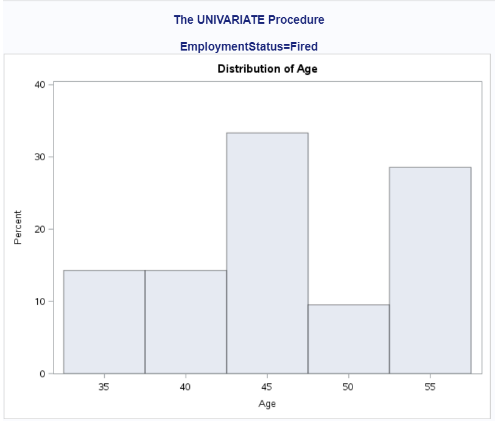 The UNIVARIATE Procedure
EmploymentStatus=Fired
Distribution of Age
40
30
20
10
0
Percent
35 40 45 50 55
Age